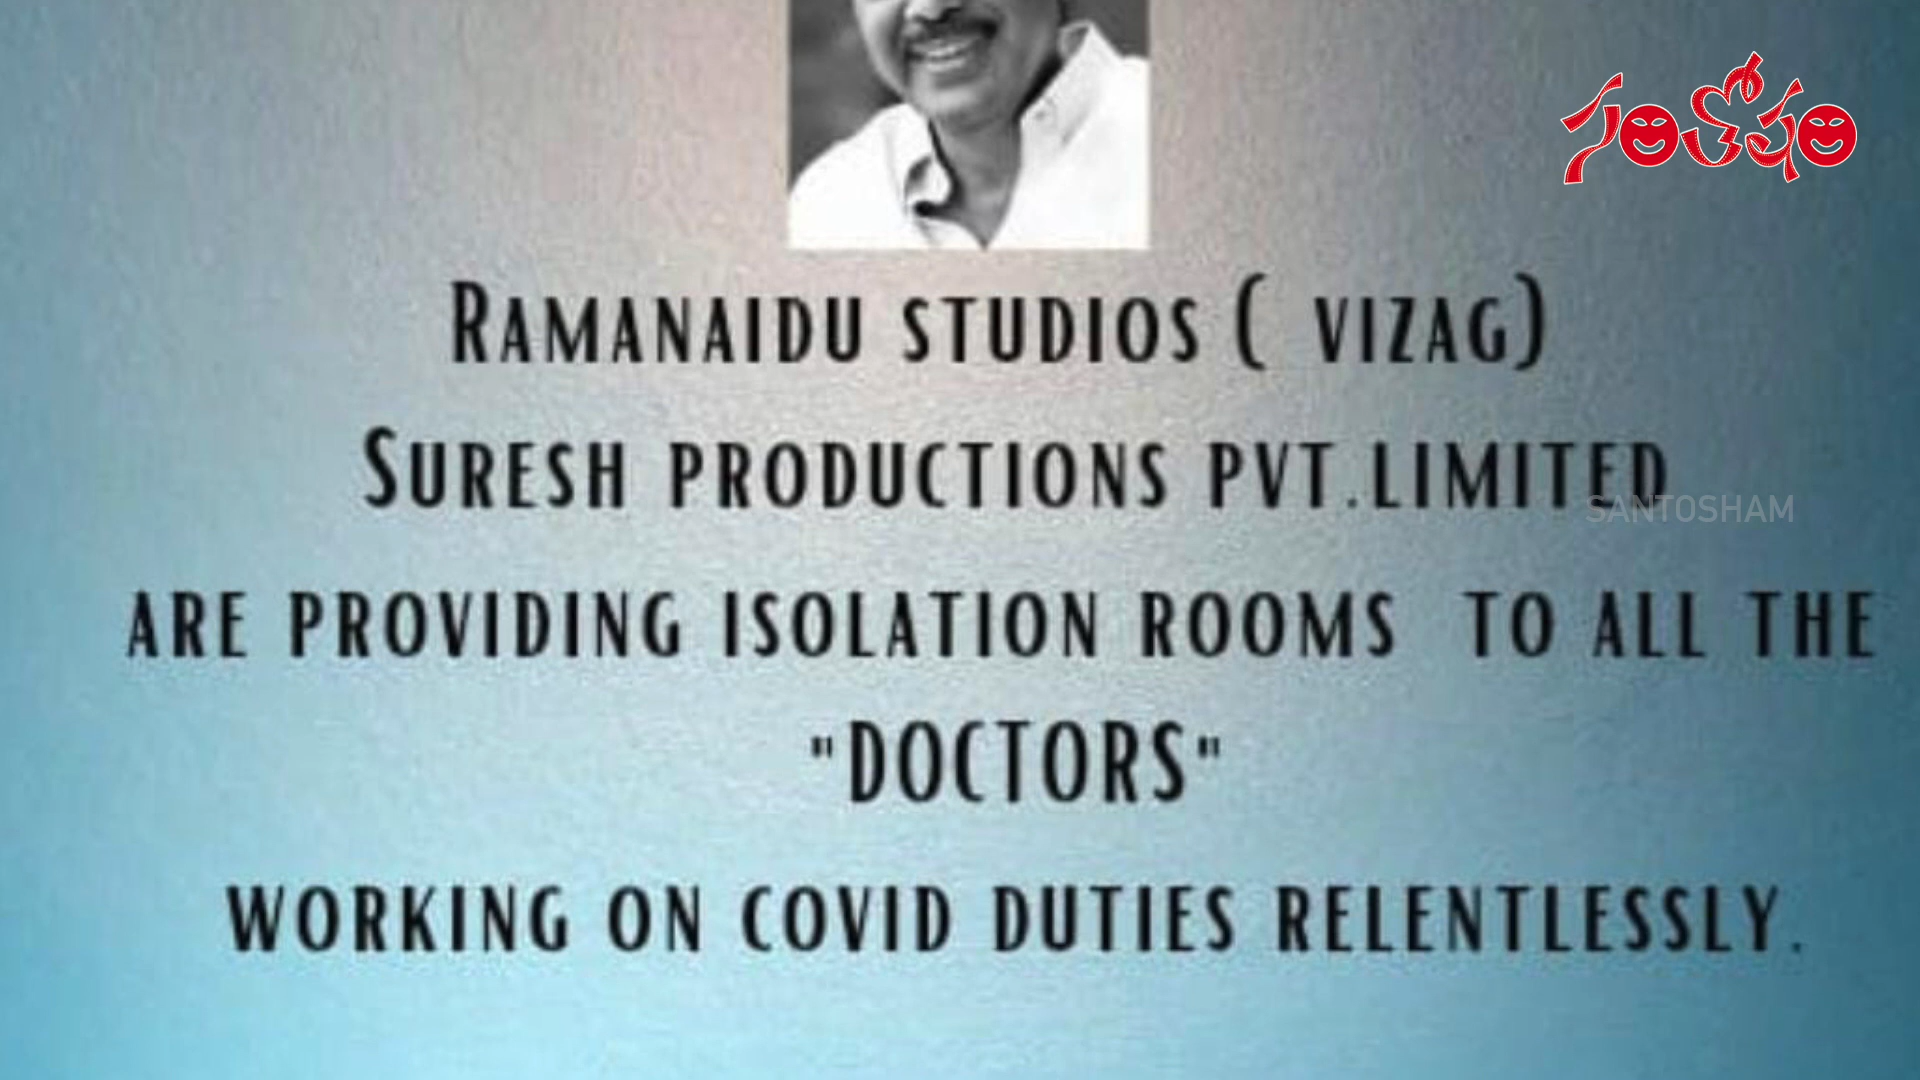 సంతోషం
RAMANAIDU STUDIOS ( VIZAG)
SURESH PRODUCTIONS PVT.LIMITED
SANTOSHAM
ARE PROVIDING ISOLATION ROOMS TO ALL THE
"DOCTORS"
WORKING ON COVID DUTIES RELENTLESSLY.